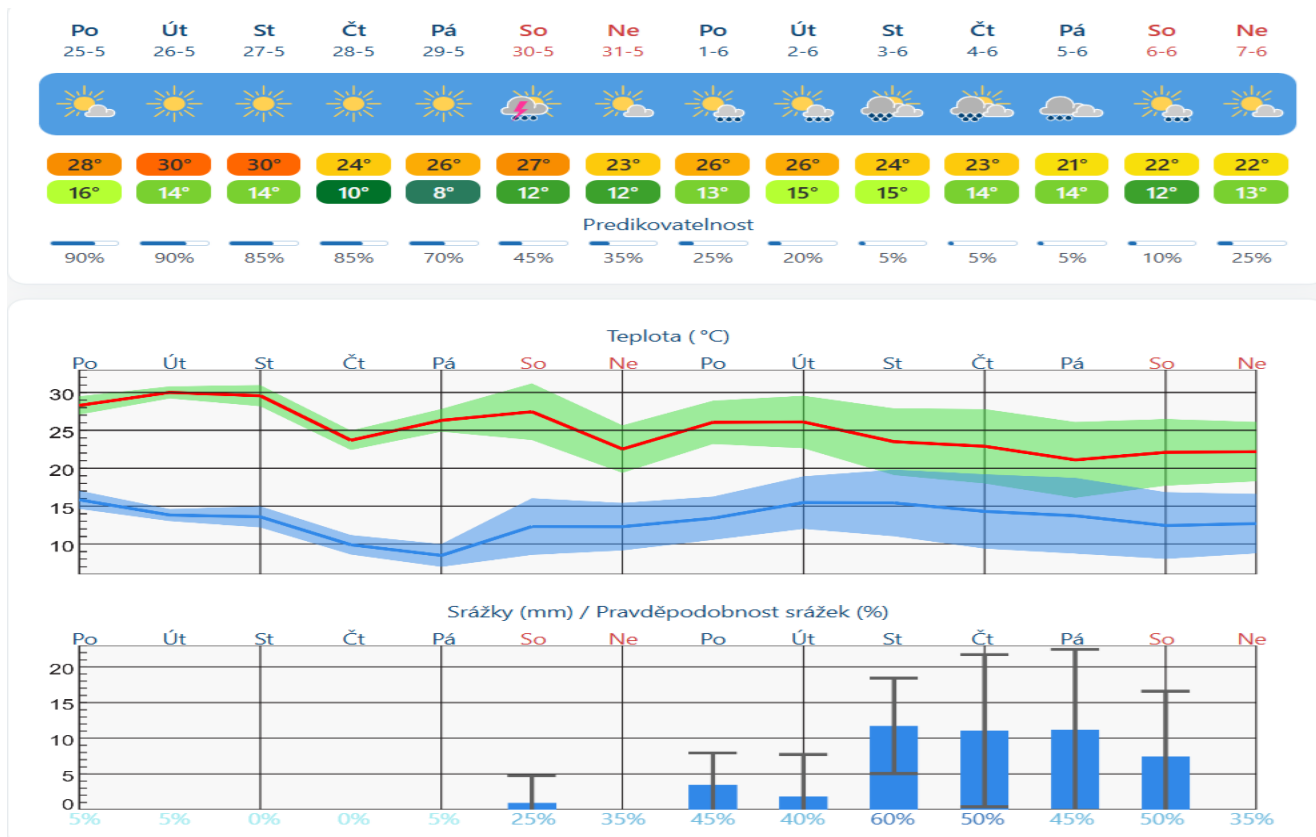 Po Út St Čt Pá So Ne Po Út St Čt Pá So Ne
25-5 26-5 27-5 28-5 29-5 30-5 31-5 1-6 2-6 3-6 4-6 5-6 6-6 7-6
28° 30° 30° 24° 26° 27° 23° 26° 26° 24° 23° 21° 22° 22°
16° 14° 14° 10° 8° 12° 12° 13° 15° 15° 14° 14° 12° 13°
Predikovatelnost
90% 90% 85% 85% 70% 45% 35% 25% 20% 5% 5% 5% 10% 25%
Teplota ( °C)
Po Út St Čt Pá So Ne Po Út St Čt Pá So Ne
30
25
20
15
10
Srážky (mm) / Pravděpodobnost srážek (%)
Po Út St Čt Pá So Ne Po Út St Čt Pá So Ne
20
15
10
5
0
5% 5% 0% 0% 5% 25% 35% 45% 40% 60% 50% 45% 50% 35%